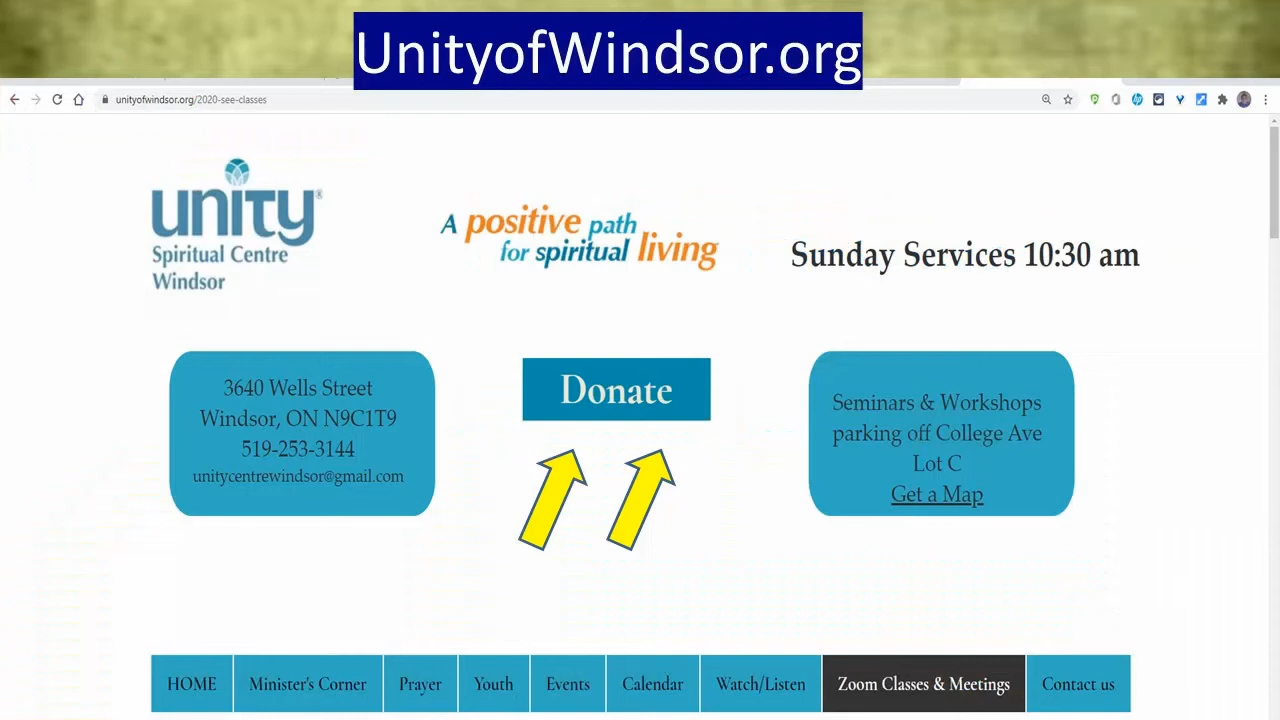 UnityofWindsor.org
unityofwindsor.org/2020-see-classes
unity®
Spiritual Centre
Windsor
A positive path
for spiritual living
Sunday Services 10:30 am
3640 Wells Street
Windsor, ON N9C1T9
519-253-3144
unitycentrewindsor@gmail.com
Donate
Seminars & Workshops
parking off College Ave
Lot C
Get a Map
HOME Minister's Corner Prayer Youth Events Calendar Watch/Listen Zoom Classes & Meetings Contact us